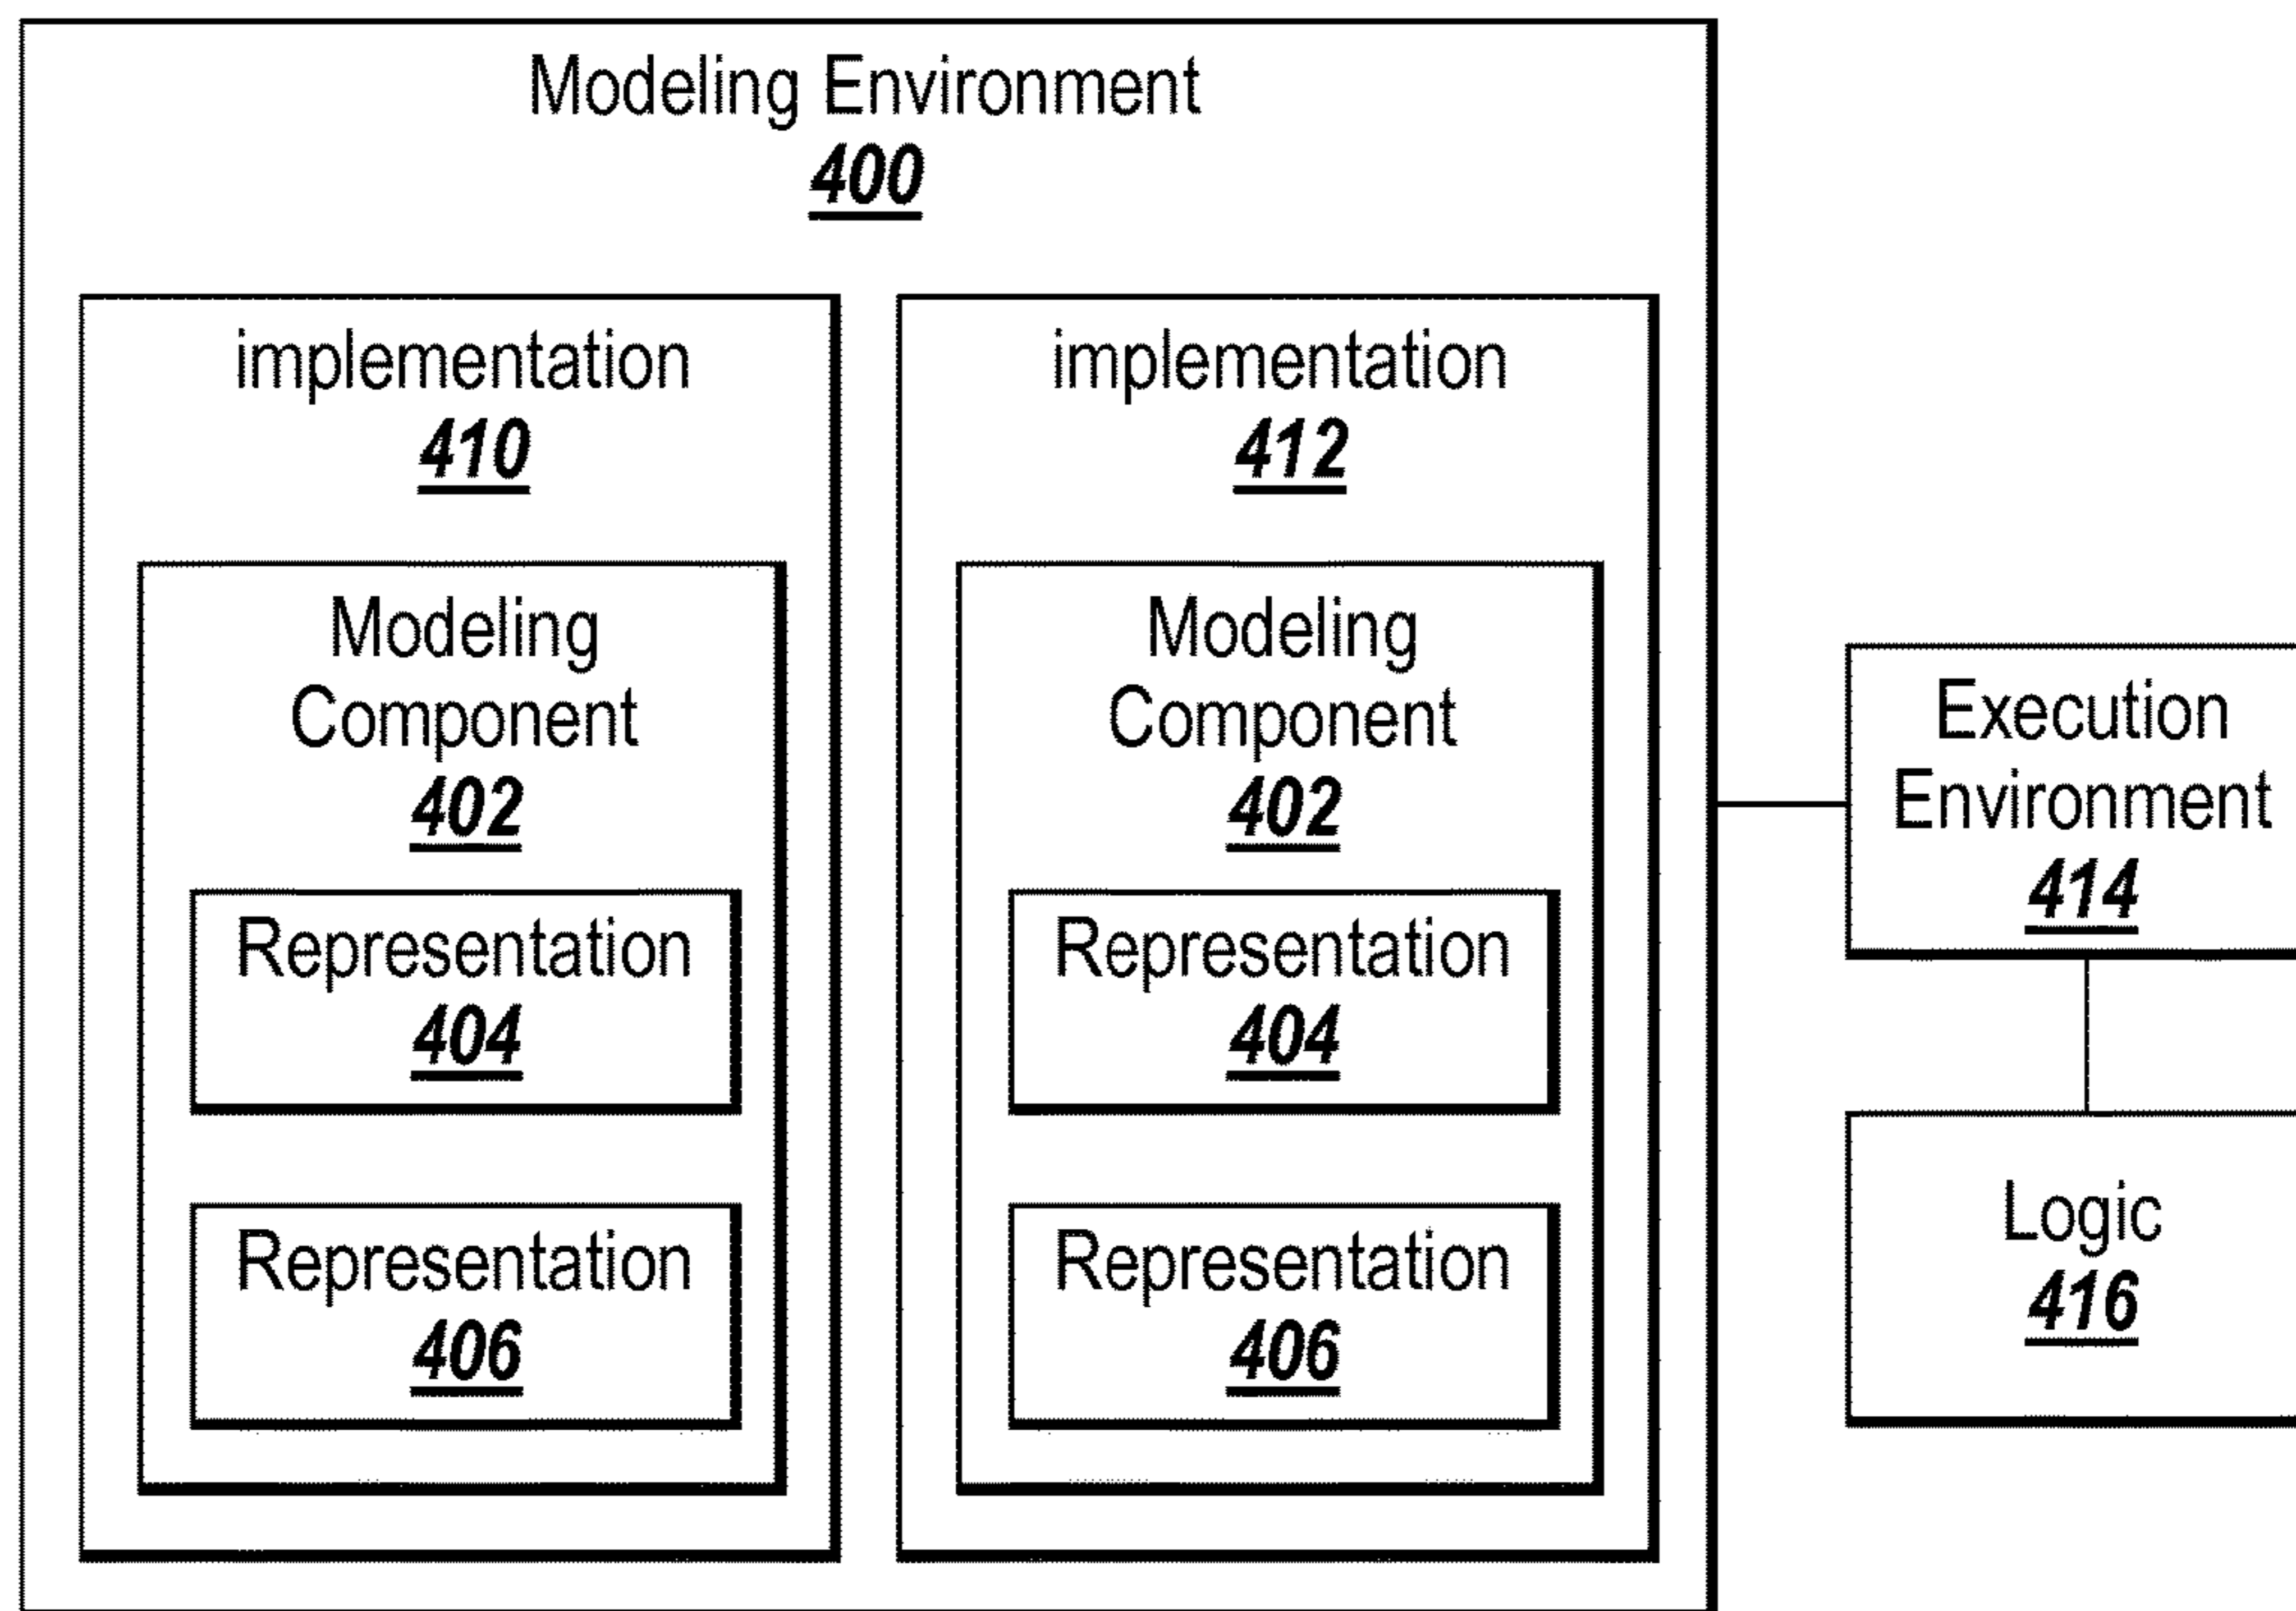 Modeling Environment
400
implementation
410
Modeling
Component
402
Representation
404
Representation
406
implementation
412
Modeling
Component
402
Representation
404
Representation
406
Execution
Environment
414
Logic
416